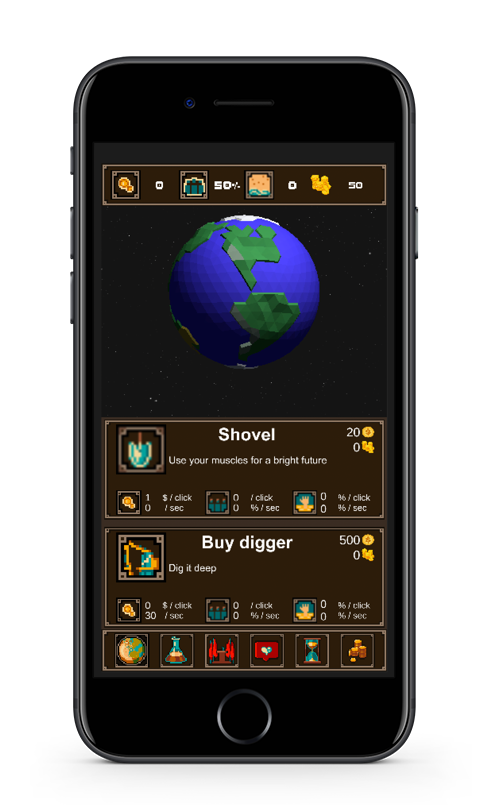 0 50% 0 50
Shovel
20
0
Use your muscles for a bright future
1 $ / click 0 / click 0 % / click
0 / sec 0 % / sec 0 % / sec
Buy digger
500
0
Dig it deep
0 $ / click 0 / click 0 % / click
30 / sec 0 % / sec 0 % / sec